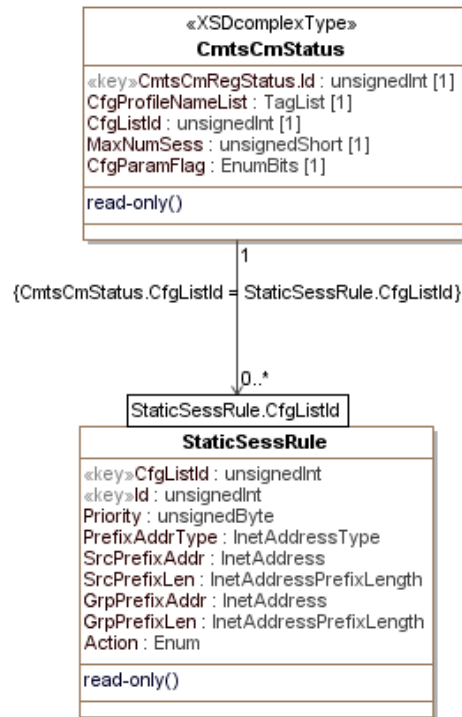 «XSDcomplexType»
CmtsCmStatus
«key»CmtsCmRegStatus.Id : unsignedInt [1]
CfgProfileNameList : TagList [1]
CfgListId : unsignedInt [1]
MaxNumSess : unsignedShort [1]
CfgParamFlag : EnumBits [1]
read-only()
1
{CmtsCmStatus.CfgListId = StaticSessRule.CfgListId}
0..*
StaticSessRule.CfgListId
StaticSessRule
«key»CfgListId : unsignedInt
«key»Id : unsignedInt
Priority : unsignedByte
PrefixAddrType : InetAddressType
SrcPrefixAddr : InetAddress
SrcPrefixLen : InetAddressPrefixLength
GrpPrefixAddr : InetAddress
GrpPrefixLen : InetAddressPrefixLength
Action : Enum
read-only()